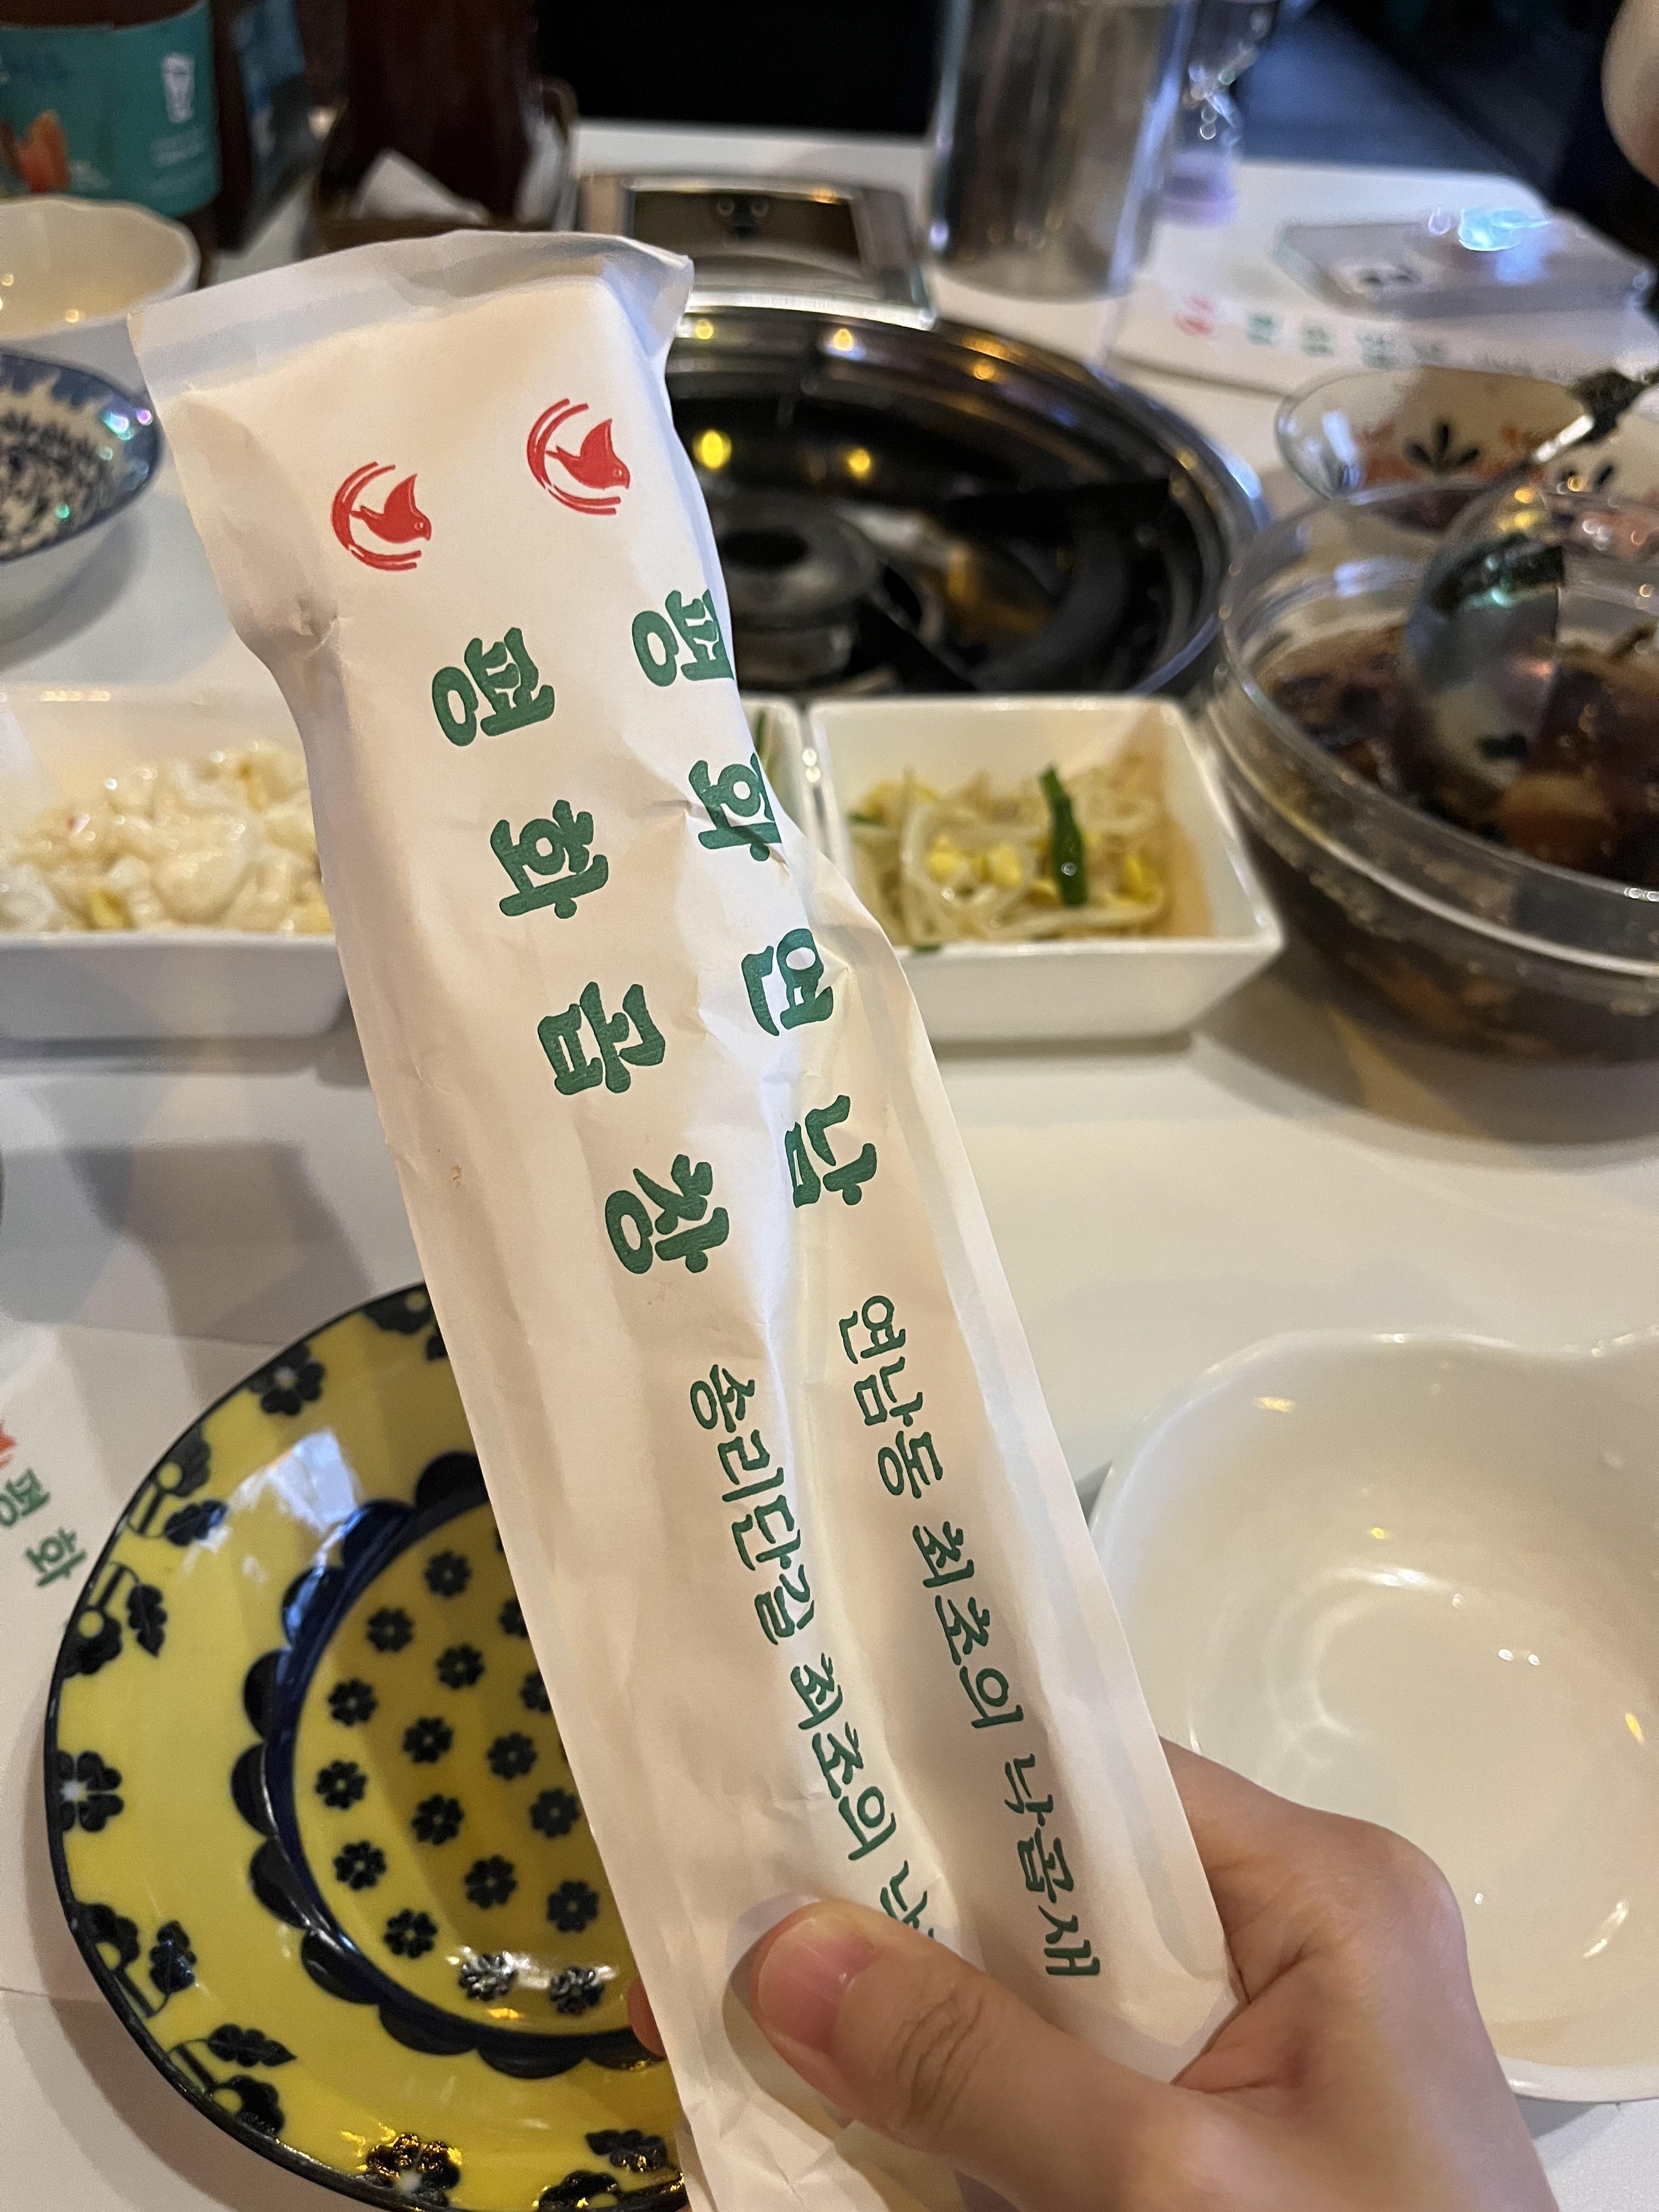 평화연남
연남동 최초의 낙곱새
평화곱창
송리단길 최초의
평화